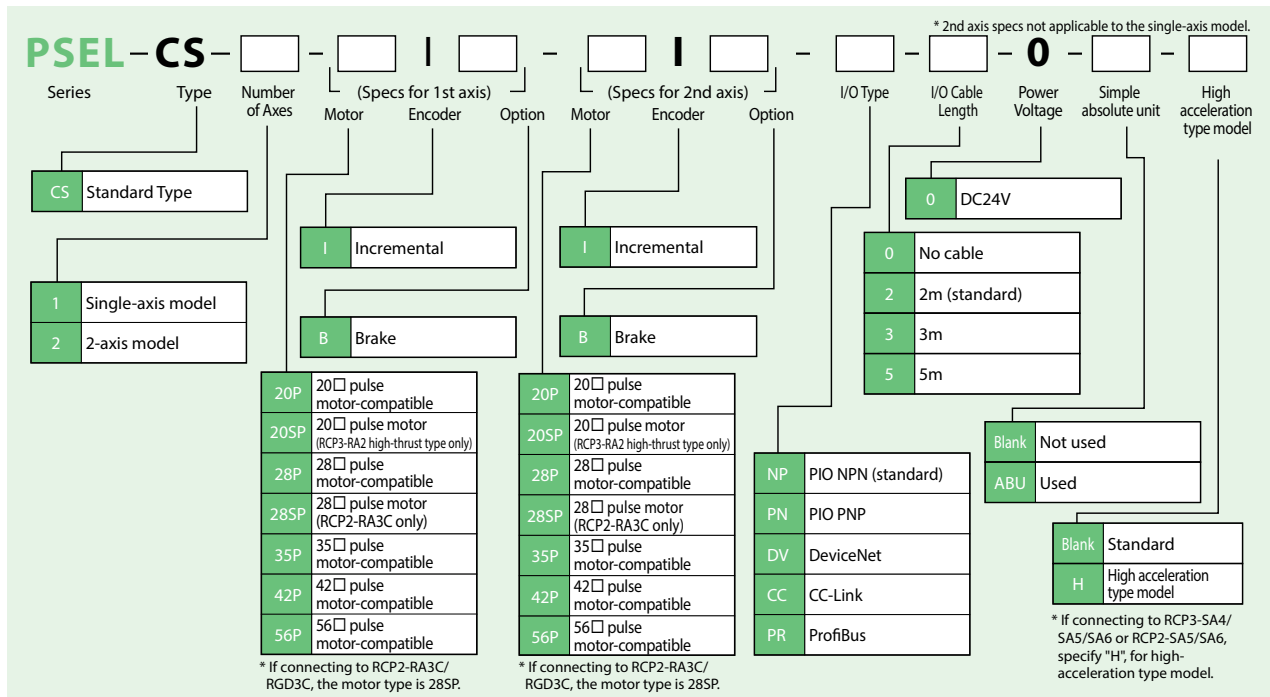 * 2nd axis specs not applicable to the single-axis model.
PSEL - CS - □ - □ I □ - □ I □ - □ - □ - 0 - □ - □
Series
Type
Number
of Axes
(Specs for 1st axis)
Motor
Encoder
Option
(Specs for 2nd axis)
Motor
Encoder
Option
I/O Type
I/O Cable
Length
Power
Voltage
Simple
absolute unit
High
acceleration
type model
CS Standard Type
1 Single-axis model
2 2-axis model
I Incremental
B Brake
20P 20□ pulse
motor-compatible
20SP 20□ pulse motor
(RCP3-RA2 high-thrust type only)
28P 28□ pulse
motor-compatible
28SP 28□ pulse motor
(RCP2-RA3C only)
35P 35□ pulse
motor-compatible
42P 42□ pulse
motor-compatible
56P 56□ pulse
motor-compatible
* If connecting to RCP2-RA3C/
RGD3C, the motor type is 28SP.
I Incremental
B Brake
20P 20□ pulse
motor-compatible
20SP 20□ pulse motor
(RCP3-RA2 high-thrust type only)
28P 28□ pulse
motor-compatible
28SP 28□ pulse motor
(RCP2-RA3C only)
35P 35□ pulse
motor-compatible
42P 42□ pulse
motor-compatible
56P 56□ pulse
motor-compatible
* If connecting to RCP2-RA3C/
RGD3C, the motor type is 28SP.
NP PIO NPN (standard)
PN PIO PNP
DV DeviceNet
CC CC-Link
PR ProfiBus
0 DC24V
0 No cable
2 2m (standard)
3 3m
5 5m
Blank Not used
ABU Used
Blank Standard
H High acceleration
type model
* If connecting to RCP3-SA4/
SA5/SA6 or RCP2-SA5/SA6,
specify "H", for high-
acceleration type model.